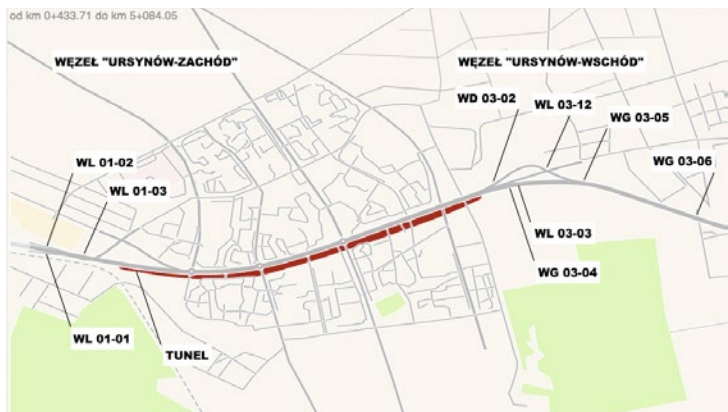 od km 0+433.71 do km 5+084.05
WĘZEŁ "URSYNÓW-ZACHÓD"
WĘZEŁ "URSYNÓW-WSCHÓD"
WD 03-02
WL 03-12
WG 03-05
WL 01-02
WG 03-06
WL 01-03
WL 03-03
WG 03-04
WL 01-01
TUNEL